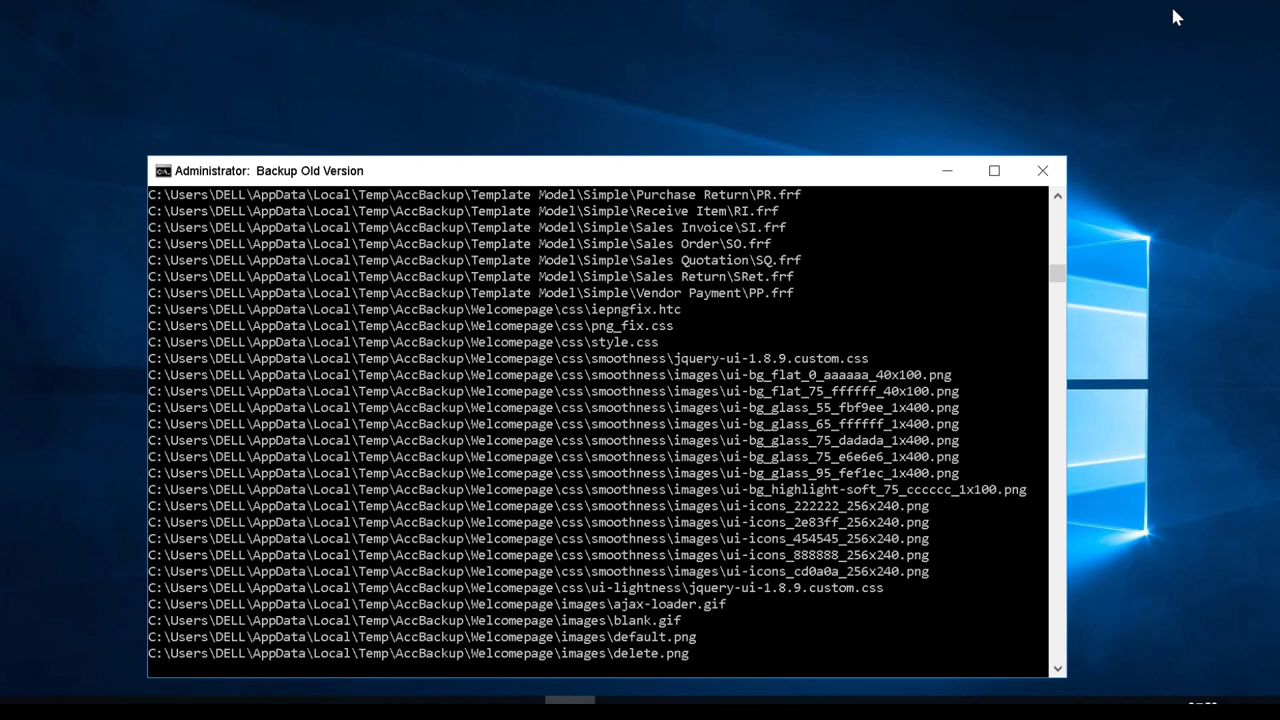 Administrator:  Backup Old Version
C:\Users\DELL\AppData\Local\Temp\AccBackup\Template Model\Simple\Purchase Return\PR.frf
C:\Users\DELL\AppData\Local\Temp\AccBackup\Template Model\Simple\Receive Item\RI.frf
C:\Users\DELL\AppData\Local\Temp\AccBackup\Template Model\Simple\Sales Invoice\SI.frf
C:\Users\DELL\AppData\Local\Temp\AccBackup\Template Model\Simple\Sales Order\SO.frf
C:\Users\DELL\AppData\Local\Temp\AccBackup\Template Model\Simple\Sales Quotation\SQ.frf
C:\Users\DELL\AppData\Local\Temp\AccBackup\Template Model\Simple\Sales Return\SRet.frf
C:\Users\DELL\AppData\Local\Temp\AccBackup\Template Model\Simple\Vendor Payment\PP.frf
C:\Users\DELL\AppData\Local\Temp\AccBackup\Welcomepage\css\iepngfix.htc
C:\Users\DELL\AppData\Local\Temp\AccBackup\Welcomepage\css\png_fix.css
C:\Users\DELL\AppData\Local\Temp\AccBackup\Welcomepage\css\style.css
C:\Users\DELL\AppData\Local\Temp\AccBackup\Welcomepage\css\smoothness\jquery-ui-1.8.9.custom.css
C:\Users\DELL\AppData\Local\Temp\AccBackup\Welcomepage\css\smoothness\images\ui-bg_flat_0_aaaaaa_40x100.png
C:\Users\DELL\AppData\Local\Temp\AccBackup\Welcomepage\css\smoothness\images\ui-bg_flat_75_ffffff_40x100.png
C:\Users\DELL\AppData\Local\Temp\AccBackup\Welcomepage\css\smoothness\images\ui-bg_glass_55_fbf9ee_1x400.png
C:\Users\DELL\AppData\Local\Temp\AccBackup\Welcomepage\css\smoothness\images\ui-bg_glass_65_ffffff_1x400.png
C:\Users\DELL\AppData\Local\Temp\AccBackup\Welcomepage\css\smoothness\images\ui-bg_glass_75_dadada_1x400.png
C:\Users\DELL\AppData\Local\Temp\AccBackup\Welcomepage\css\smoothness\images\ui-bg_glass_75_e6e6e6_1x400.png
C:\Users\DELL\AppData\Local\Temp\AccBackup\Welcomepage\css\smoothness\images\ui-bg_glass_95_fef1ec_1x400.png
C:\Users\DELL\AppData\Local\Temp\AccBackup\Welcomepage\css\smoothness\images\ui-bg_highlight-soft_75_cccccc_1x100.png
C:\Users\DELL\AppData\Local\Temp\AccBackup\Welcomepage\css\smoothness\images\ui-icons_222222_256x240.png
C:\Users\DELL\AppData\Local\Temp\AccBackup\Welcomepage\css\smoothness\images\ui-icons_2e83ff_256x240.png
C:\Users\DELL\AppData\Local\Temp\AccBackup\Welcomepage\css\smoothness\images\ui-icons_454545_256x240.png
C:\Users\DELL\AppData\Local\Temp\AccBackup\Welcomepage\css\smoothness\images\ui-icons_888888_256x240.png
C:\Users\DELL\AppData\Local\Temp\AccBackup\Welcomepage\css\smoothness\images\ui-icons_cd0a0a_256x240.png
C:\Users\DELL\AppData\Local\Temp\AccBackup\Welcomepage\css\ui-lightness\jquery-ui-1.8.9.custom.css
C:\Users\DELL\AppData\Local\Temp\AccBackup\Welcomepage\images\ajax-loader.gif
C:\Users\DELL\AppData\Local\Temp\AccBackup\Welcomepage\images\blank.gif
C:\Users\DELL\AppData\Local\Temp\AccBackup\Welcomepage\images\default.png
C:\Users\DELL\AppData\Local\Temp\AccBackup\Welcomepage\images\delete.png